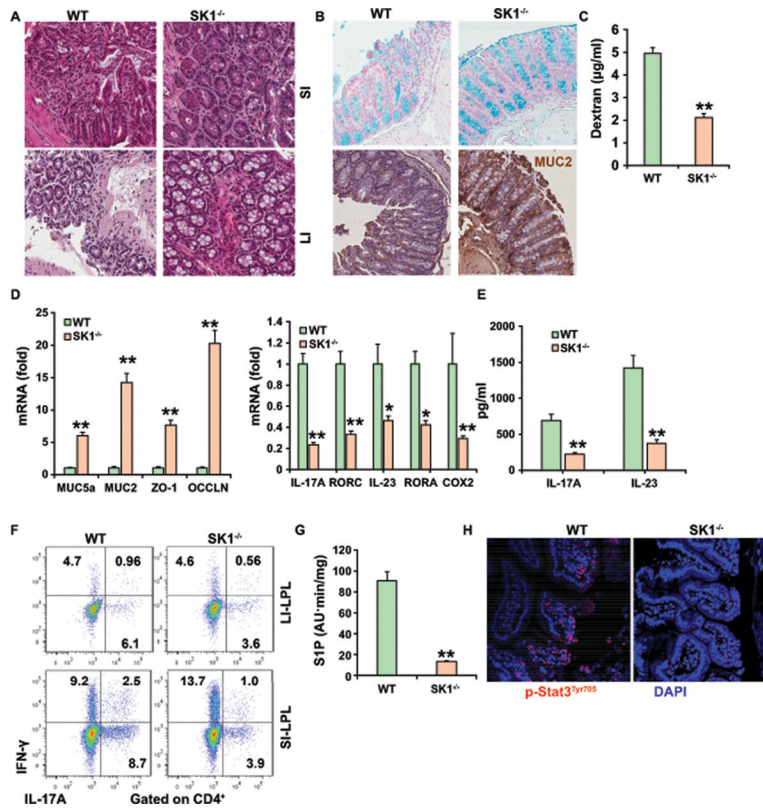 A
WT
SK1-/-
SI
LI
B
WT
SK1-/-
MUC2
C
Dextran (µg/ml)
6
5
4
3
2
1
0
**
WT
SK1-/-
D
mRNA (fold)
25
20
15
10
5
0
WT
SK1-/-
**
**
**
**
MUC5a
MUC2
ZO-1
OCCLN
mRNA (fold)
1.4
1.2
1
0.8
0.6
0.4
0.2
0
WT
SK1-/-
**
**
*
*
**
IL-17A
RORC
IL-23
RORA
COX2
E
pg/ml
2000
1500
1000
500
0
WT
SK1-/-
**
**
IL-17A
IL-23
F
WT
SK1-/-
4.7
0.96
6.1
4.6
0.56
3.6
LI-LPL
9.2
2.5
8.7
13.7
1.0
3.9
SI-LPL
IFN-γ
IL-17A
Gated on CD4+
G
S1P (AU·min/mg)
120
100
80
60
40
20
0
**
WT
SK1-/-
H
WT
SK1-/-
p-Stat3Tyr705
DAPI